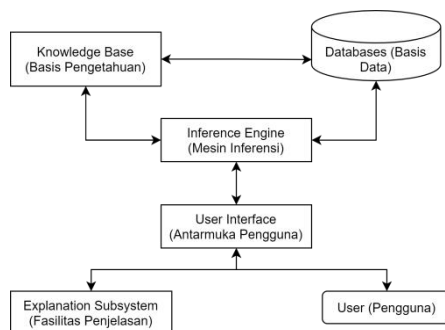 Knowledge Base
(Basis Pengetahuan)
Databases (Basis
Data)
Inference Engine
(Mesin Inferensi)
User Interface
(Antarmuka Pengguna)
Explanation Subsystem
(Fasilitas Penjelasan)
User (Pengguna)